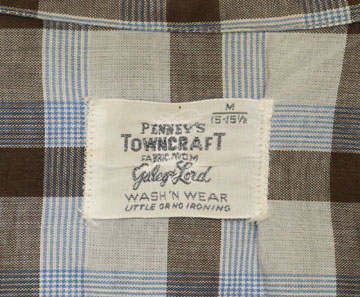 M
15-15½
PENNEY'S
TOWNCRAFT
FABRIC FROM
Galey & Lord
WASH 'N WEAR
LITTLE OR NO IRONING